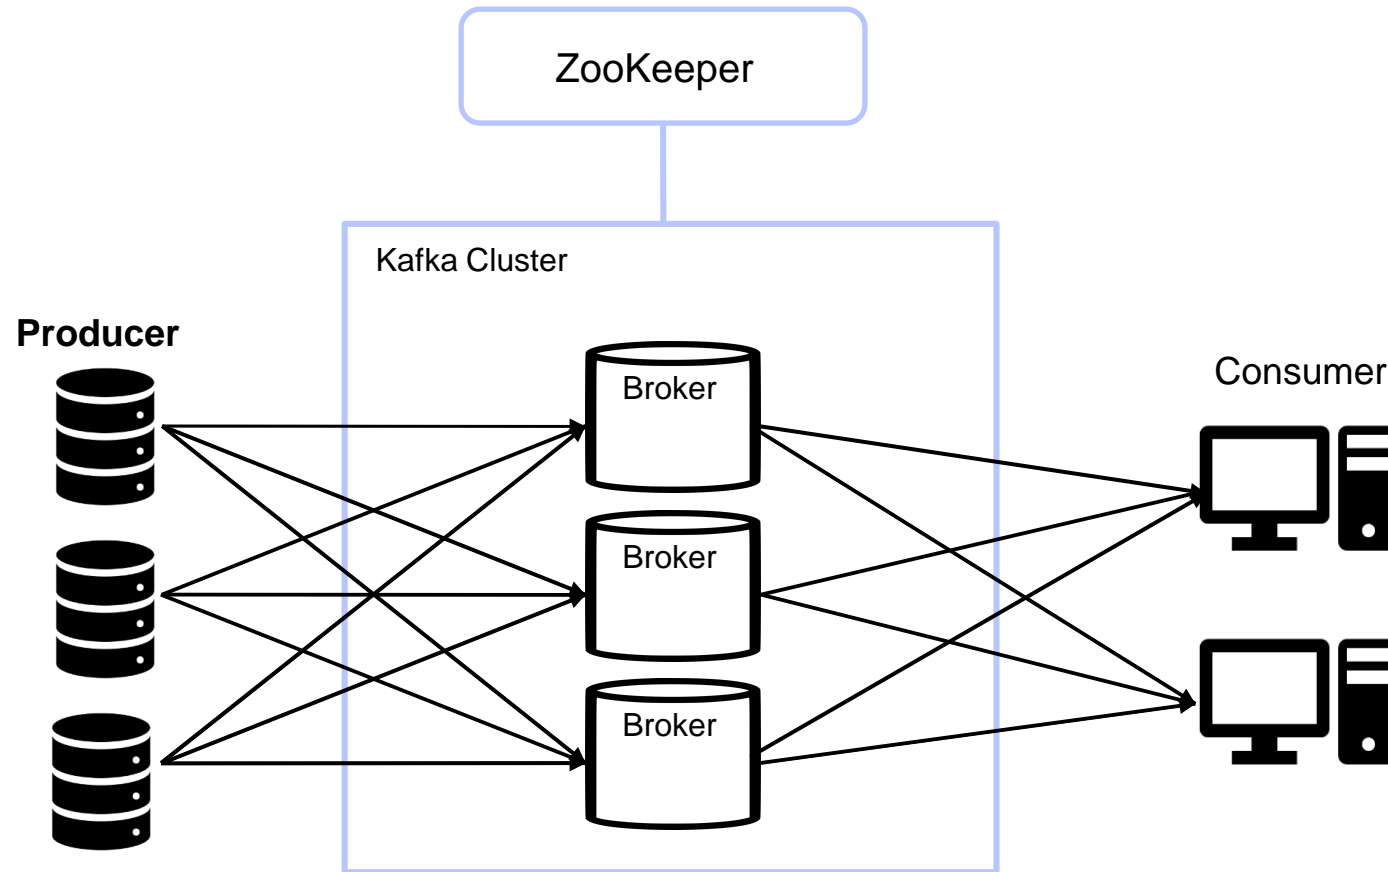 ZooKeeper
Kafka Cluster
Producer
Consumer
Broker
Broker
Broker